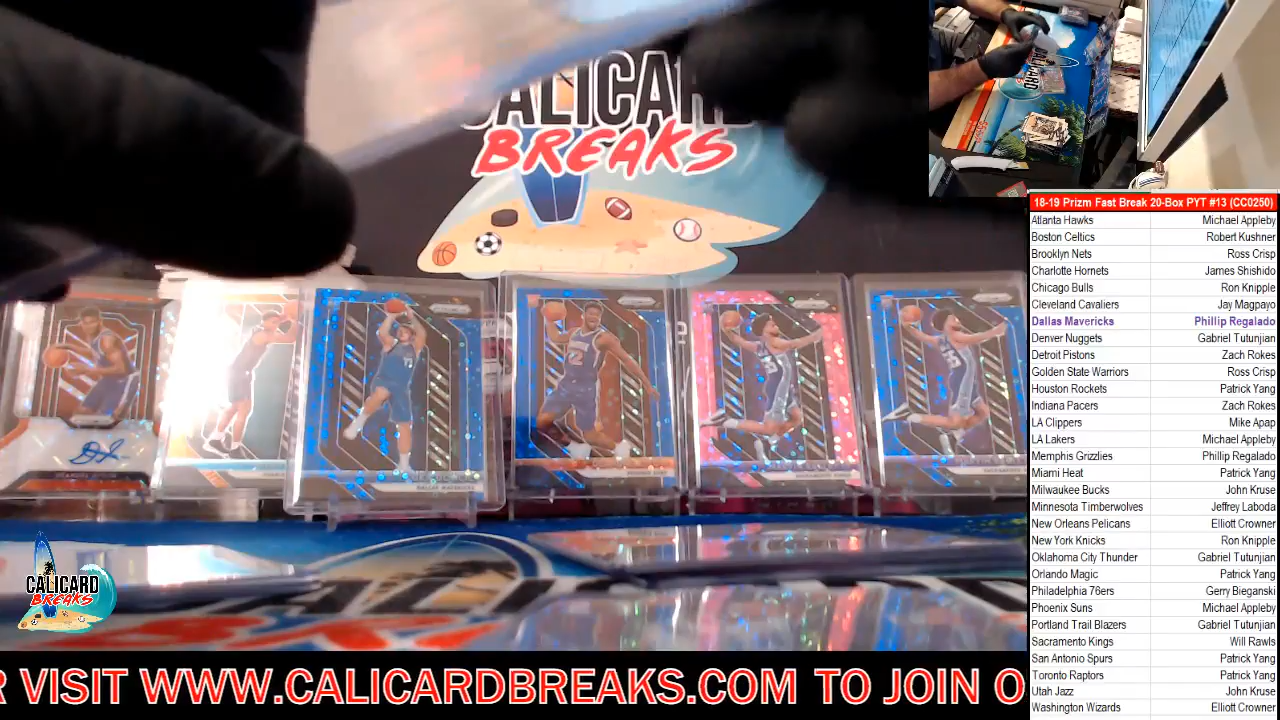 CALICARD
BREAKS
18-19 Prizm Fast Break 20-Box PYT #13 (CC0250)
Atlanta Hawks Michael Appleby
Boston Celtics Robert Kushner
Brooklyn Nets Ross Crisp
Charlotte Hornets James Shishido
Chicago Bulls Ron Knipple
Cleveland Cavaliers Jay Magpayo
Dallas Mavericks Phillip Regalado
Denver Nuggets Gabriel Tutunjian
Detroit Pistons Zach Rokes
Golden State Warriors Ross Crisp
Houston Rockets Patrick Yang
Indiana Pacers Zach Rokes
LA Clippers Mike Apap
LA Lakers Michael Appleby
Memphis Grizzlies Phillip Regalado
Miami Heat Patrick Yang
Milwaukee Bucks John Kruse
Minnesota Timberwolves Jeffrey Laboda
New Orleans Pelicans Elliott Crowner
New York Knicks Ron Knipple
Oklahoma City Thunder Gabriel Tutunjian
Orlando Magic Patrick Yang
Philadelphia 76ers Gerry Bieganski
Phoenix Suns Michael Appleby
Portland Trail Blazers Gabriel Tutunjian
Sacramento Kings Will Rawls
San Antonio Spurs Patrick Yang
Toronto Raptors Patrick Yang
Utah Jazz John Kruse
Washington Wizards Elliott Crowner
CALICARD
BREAKS
R VISIT WWW.CALICARDBREAKS.COM TO JOIN O